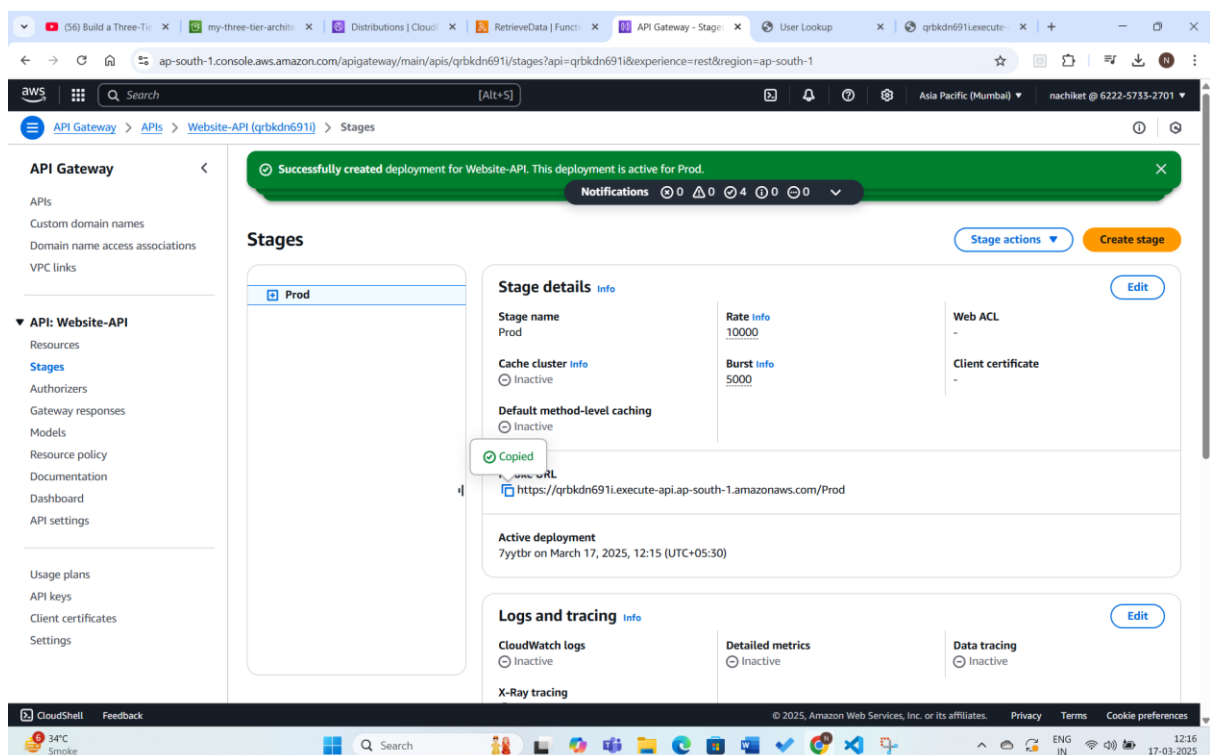 (56) Build a Three-Tie
my-three-tier-archite
Distributions | CloudF
RetrieveData | Functi
API Gateway - Stage
User Lookup
qrbkdn691i.execute-
ap-south-1.console.aws.amazon.com/apigateway/main/apis/qrbkdn691i/stages?api=qrbkdn691i&experience=rest&region=ap-south-1
N
aws
Search [Alt+S]
Asia Pacific (Mumbai) ▼ nachiket @ 6222-5733-2701 ▼
API Gateway > APIs > Website-API (qrbkdn691i) > Stages
API Gateway
APIs
Custom domain names
Domain name access associations
VPC links
▼ API: Website-API
Resources
Stages
Authorizers
Gateway responses
Models
Resource policy
Documentation
Dashboard
API settings
Usage plans
API keys
Client certificates
Settings
Successfully created deployment for Website-API. This deployment is active for Prod.
Notifications 0 0 4 0 0
Stages
Stage actions ▼
Create stage
Prod
Stage details Info
Edit
Stage name
Prod
Rate Info
10000
Web ACL
-
Cache cluster Info
Inactive
Burst Info
5000
Client certificate
-
Default method-level caching
Inactive
Copied
URL
https://qrbkdn691i.execute-api.ap-south-1.amazonaws.com/Prod
Active deployment
7yytbr on March 17, 2025, 12:15 (UTC+05:30)
Logs and tracing Info
Edit
CloudWatch logs
Inactive
Detailed metrics
Inactive
Data tracing
Inactive
X-Ray tracing
CloudShell Feedback
© 2025, Amazon Web Services, Inc. or its affiliates. Privacy Terms Cookie preferences
6
34°C
Smoke
Search
ENG
IN
12:16
17-03-2025